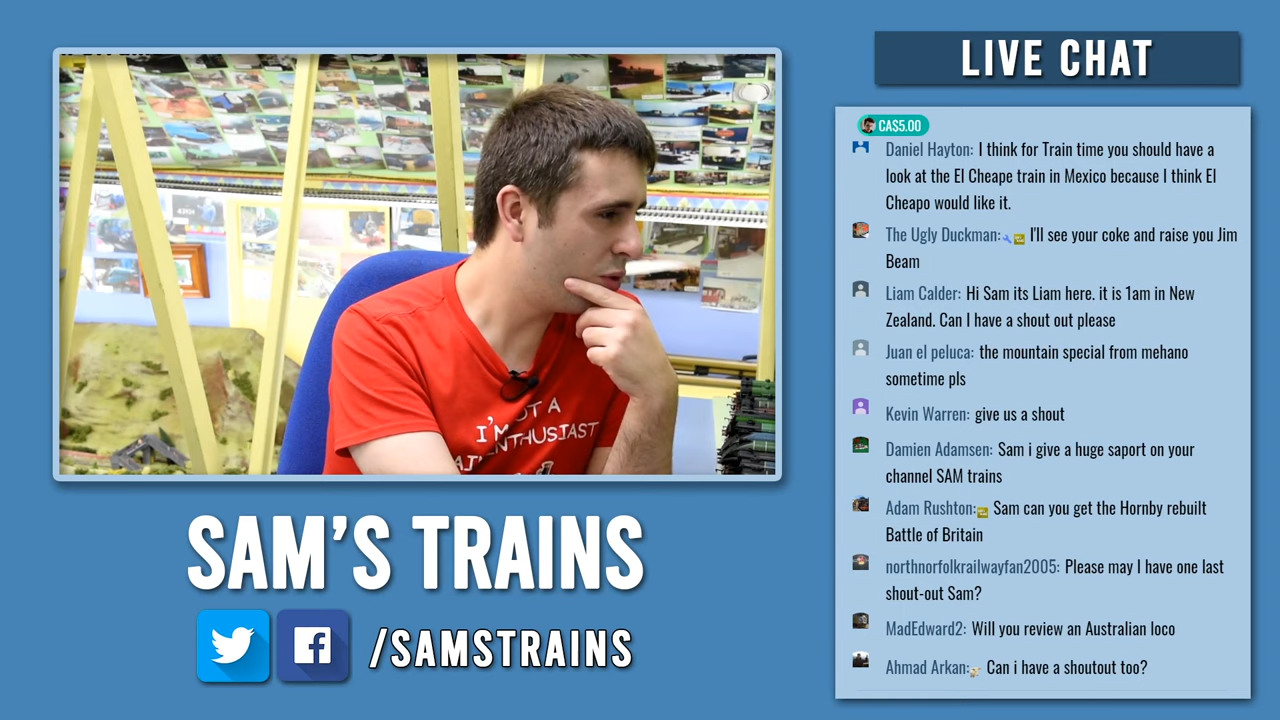 LIVE CHAT
CA$5.00
Daniel Hayton: I think for Train time you should have a
look at the El Cheape train in Mexico because I think El
Cheapo would like it.
The Ugly Duckman: I'll see your coke and raise you Jim
Beam
Liam Calder: Hi Sam its Liam here. it is 1am in New
Zealand. Can I have a shout out please
Juan el peluca: the mountain special from mehano
sometime pls
Kevin Warren: give us a shout
Damien Adamsen: Sam i give a huge saport on your
channel SAM trains
Adam Rushton: Sam can you get the Hornby rebuilt
Battle of Britain
northnorfolkrailwayfan2005: Please may I have one last
shout-out Sam?
MadEdward2: Will you review an Australian loco
Ahmad Arkan: Can i have a shoutout too?
I'M OT A
ENTHUSIAST
SAM'S TRAINS
/SAMSTRAINS